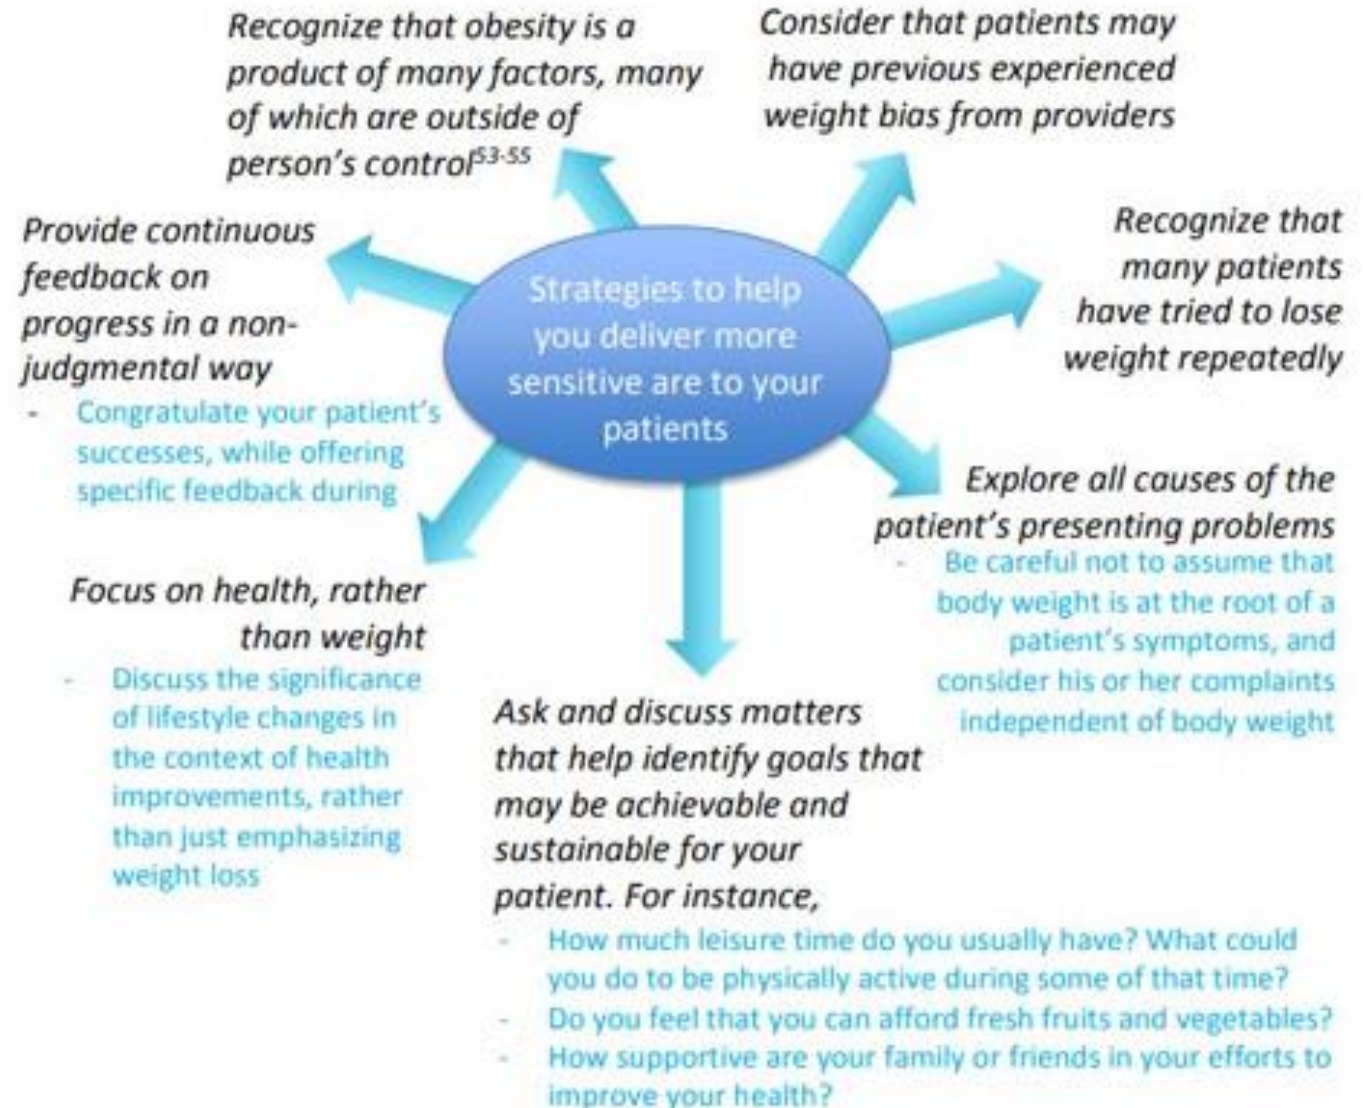 Recognize that obesity is a
product of many factors, many
of which are outside of
person's control53-55
Consider that patients may
have previous experienced
weight bias from providers
Provide continuous
feedback on
progress in a non-
judgmental way
- Congratulate your patient's
successes, while offering
specific feedback during
Strategies to help
you deliver more
sensitive are to your
patients
Recognize that
many patients
have tried to lose
weight repeatedly
Explore all causes of the
patient's presenting problems
- Be careful not to assume that
body weight is at the root of a
patient's symptoms, and
consider his or her complaints
independent of body weight
Focus on health, rather
than weight
- Discuss the significance
of lifestyle changes in
the context of health
improvements, rather
than just emphasizing
weight loss
Ask and discuss matters
that help identify goals that
may be achievable and
sustainable for your
patient. For instance,
- How much leisure time do you usually have? What could
you do to be physically active during some of that time?
- Do you feel that you can afford fresh fruits and vegetables?
- How supportive are your family or friends in your efforts to
improve your health?